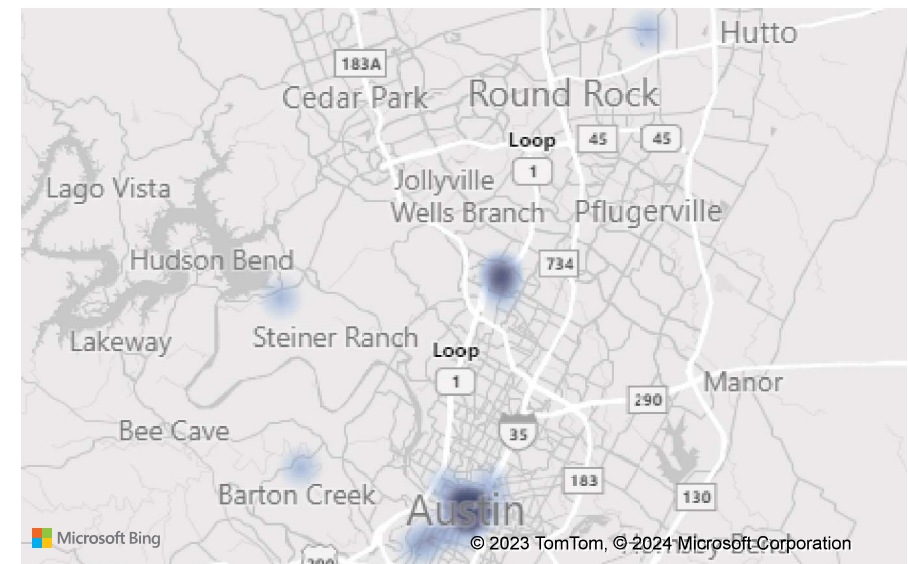 Hutto
183A
Cedar Park
Round Rock
Loop
45
45
1
Jollyville
Lago Vista
Wells Branch
Pflugerville
Hudson Bend
734
Steiner Ranch
Lakeway
Loop
1
Manor
290
Bee Cave
35
183
Barton Creek
130
Austin
Microsoft Bing
© 2023 TomTom, © 2024 Microsoft Corporation